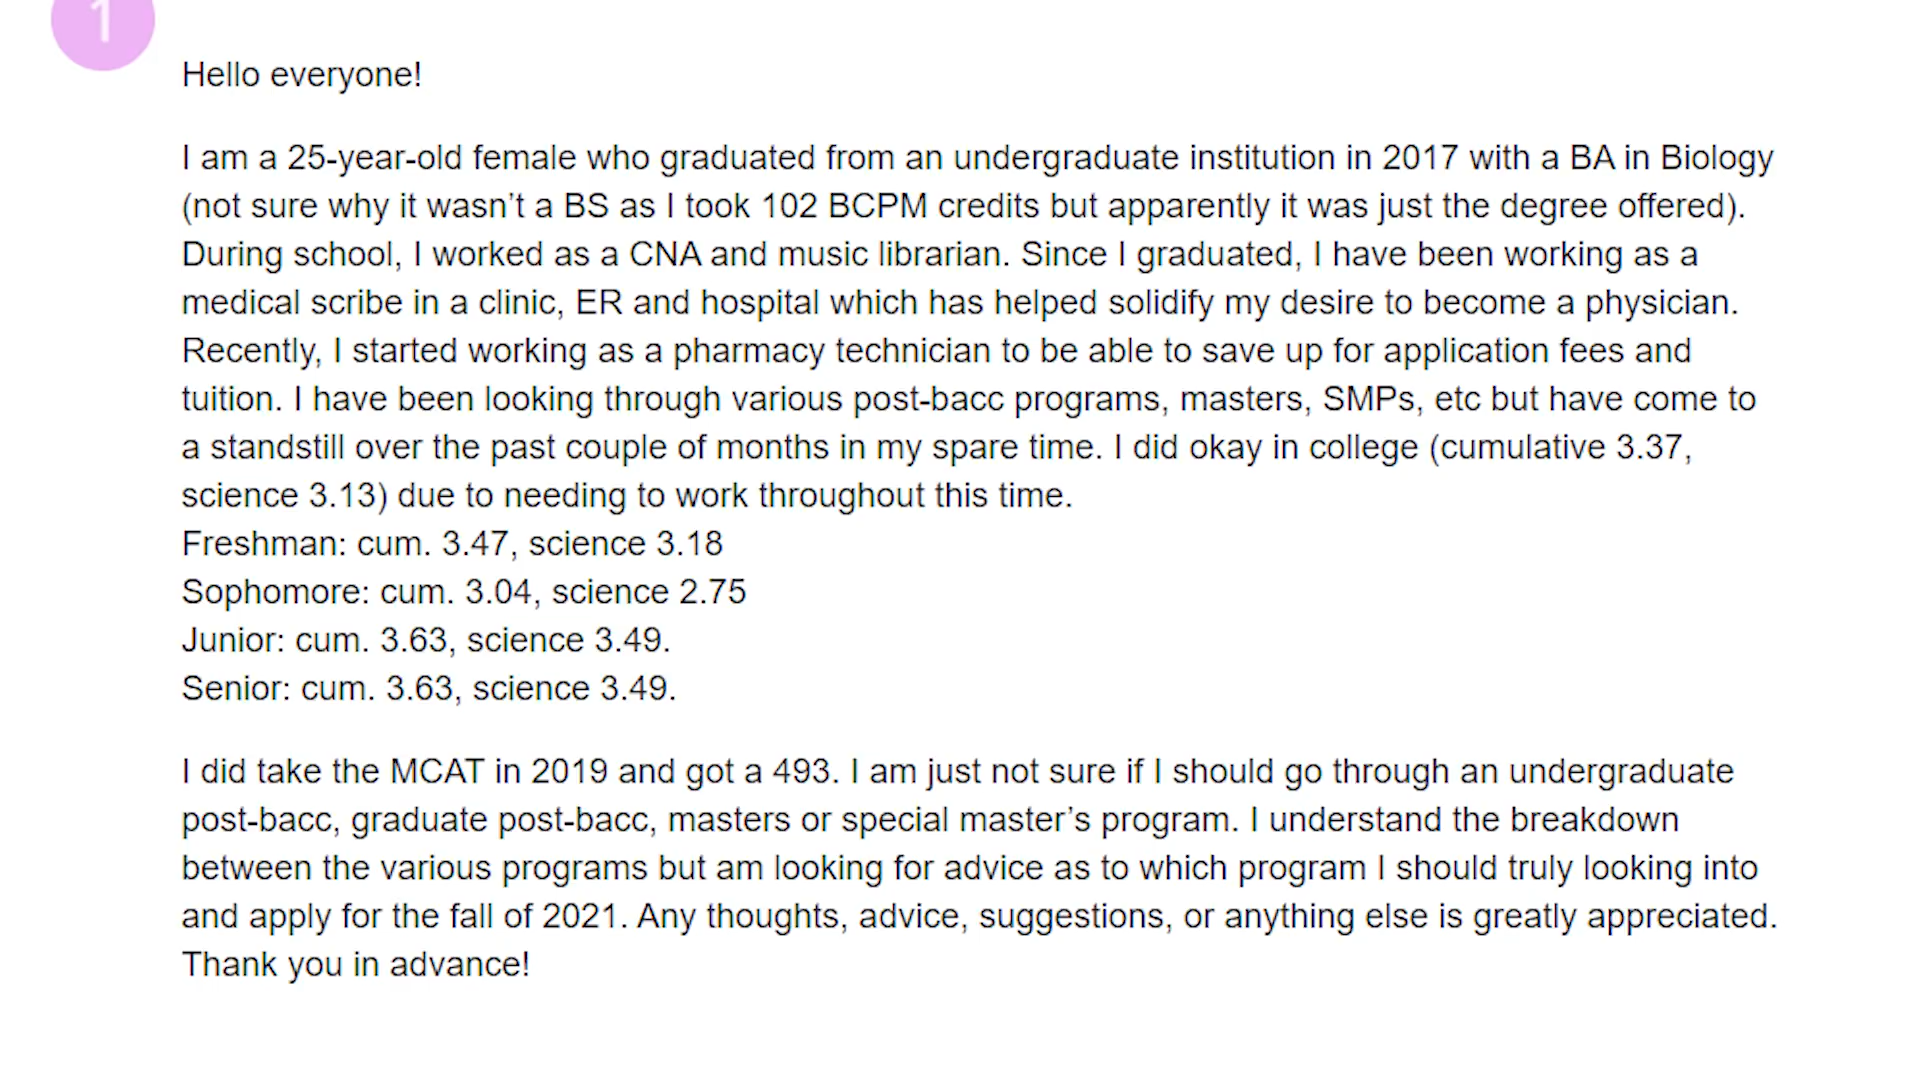 1
Hello everyone!
I am a 25-year-old female who graduated from an undergraduate institution in 2017 with a BA in Biology
(not sure why it wasn’t a BS as I took 102 BCPM credits but apparently it was just the degree offered).
During school, I worked as a CNA and music librarian. Since I graduated, I have been working as a
medical scribe in a clinic, ER and hospital which has helped solidify my desire to become a physician.
Recently, I started working as a pharmacy technician to be able to save up for application fees and
tuition. I have been looking through various post-bacc programs, masters, SMPs, etc but have come to
a standstill over the past couple of months in my spare time. I did okay in college (cumulative 3.37,
science 3.13) due to needing to work throughout this time.
Freshman: cum. 3.47, science 3.18
Sophomore: cum. 3.04, science 2.75
Junior: cum. 3.63, science 3.49.
Senior: cum. 3.63, science 3.49.
I did take the MCAT in 2019 and got a 493. I am just not sure if I should go through an undergraduate
post-bacc, graduate post-bacc, masters or special master’s program. I understand the breakdown
between the various programs but am looking for advice as to which program I should truly looking into
and apply for the fall of 2021. Any thoughts, advice, suggestions, or anything else is greatly appreciated.
Thank you in advance!